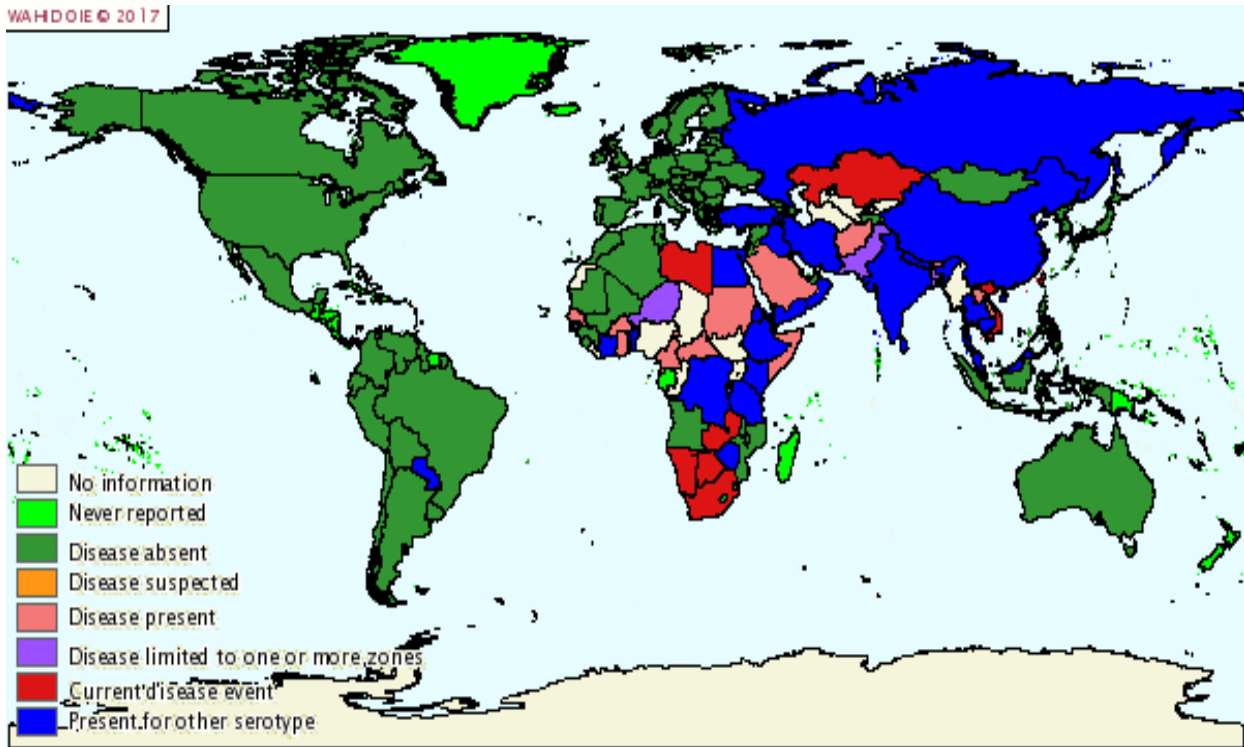 WAHIDOIE © 2017
No information
Never reported
Disease absent
Disease suspected
Disease present
Disease limited to one or more zones
Current disease event
Present for other serotype